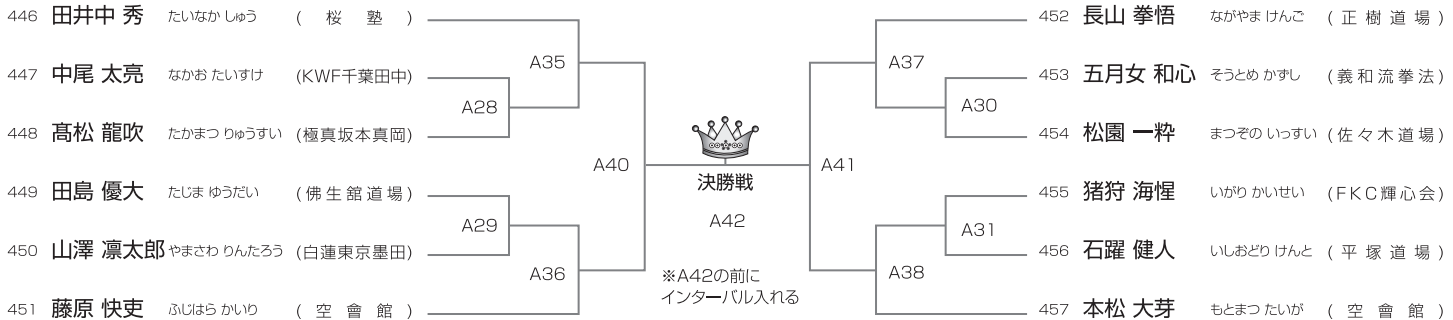 446 田井中 秀 たいなか しゅう (桜塾)
447 中尾 太亮 なかお たいすけ (KWF千葉田中)
448 髙松 龍吹 たかまつ りゅうすい (極真坂本真岡)
449 田島 優大 たじま ゆうだい (佛生舘道場)
450 山澤 凛太郎 やまさわ りんたろう (白蓮東京墨田)
451 藤原 快吏 ふじはら かいり (空會館)
A35
A28
A29
A36
A40
決勝戦
A42
※A42の前に
インターバル入れる
A41
A37
A30
A31
A38
452 長山 拳悟 ながやま けんご (正樹道場)
453 五月女 和心 そうとめ かずし (義和流拳法)
454 松園 一粋 まつぞの いっすい (佐々木道場)
455 猪狩 海惺 いがり かいせい (FKC輝心会)
456 石躍 健人 いしおどり けんと (平塚道場)
457 本松 大芽 もとまつ たいが (空會館)